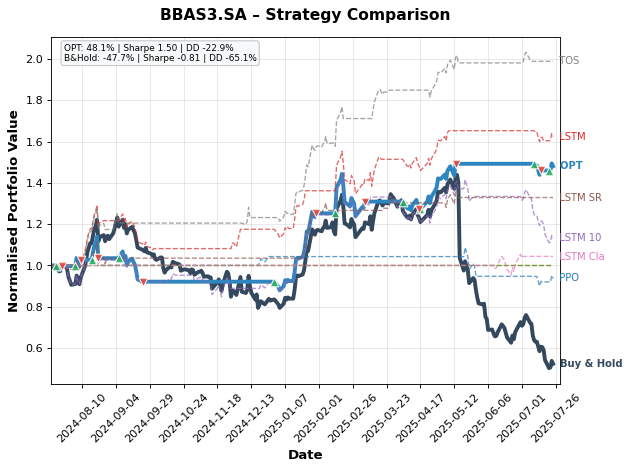 BBAS3.SA – Strategy Comparison
OPT: 48.1% | Sharpe 1.50 | DD -22.9%
B&Hold: -47.7% | Sharpe -0.81 | DD -65.1%
Normalised Portfolio Value
2.0
1.8
1.6
1.4
1.2
1.0
0.8
0.6
TOS
LSTM
OPT
LSTM SR
LSTM 10
LSTM Cla
PPO
Buy & Hold
2024-08-10
2024-09-04
2024-09-29
2024-10-24
2024-11-18
2024-12-13
2025-01-07
2025-02-01
2025-02-26
2025-03-23
2025-04-17
2025-05-12
2025-06-06
2025-07-01
2025-07-26
Date